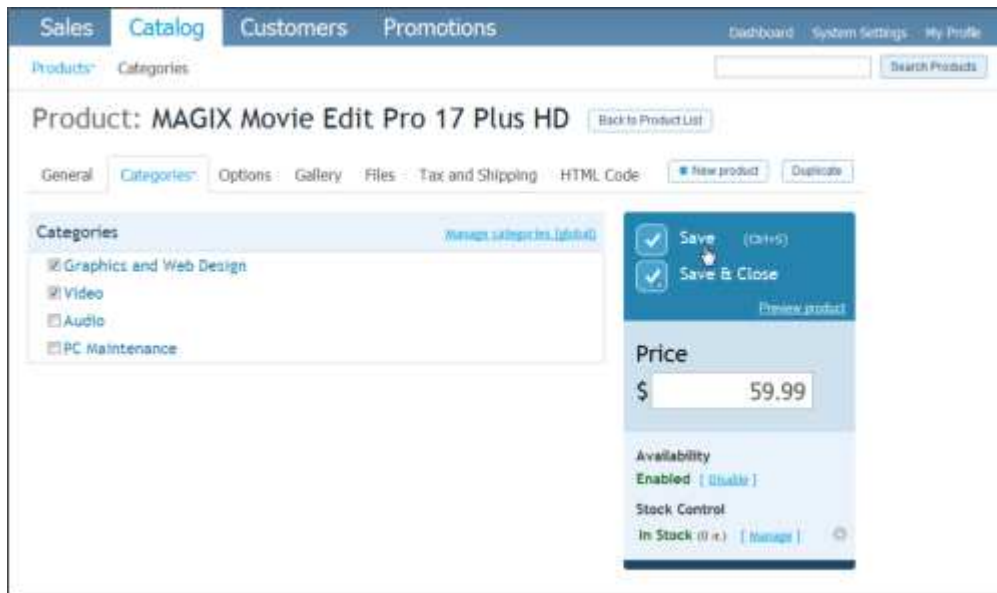 Sales Catalog Customers Promotions Dashboard System Settings My Profile
Products Categories Search Products
Product: MAGIX Movie Edit Pro 17 Plus HD Back to Product List
General Categories Options Gallery Files Tax and Shipping HTML Code New product Duplicate
Categories Manage categories (global)
Graphics and Web Design
Video
Audio
PC Maintenance
Save (Ctrl+S)
Save & Close
Preview product
Price
$ 59.99
Availability
Enabled [ Disable ]
Stock Control
In Stock [ Manage ]